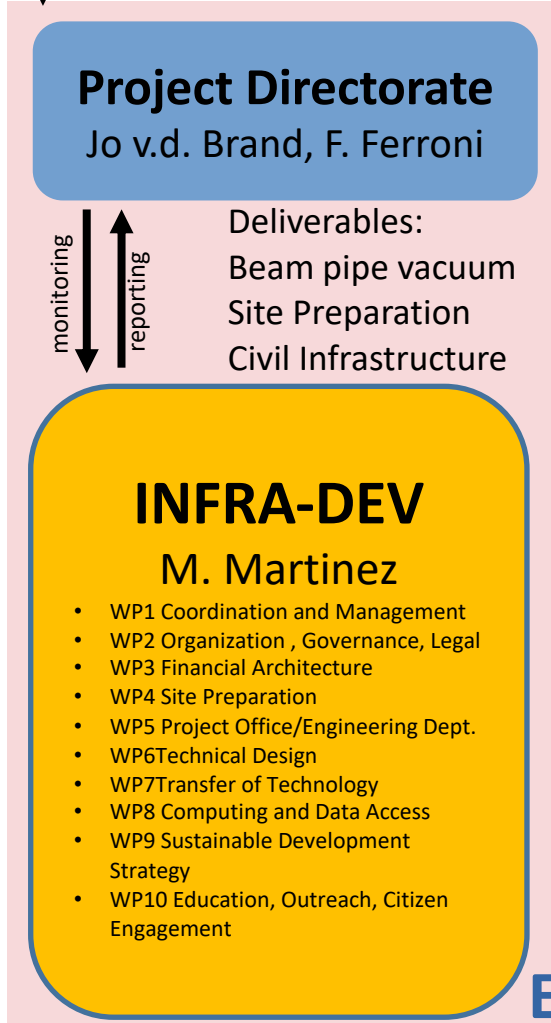 Project Directorate
Jo v.d. Brand, F. Ferroni
monitoring
reporting
Deliverables:
Beam pipe vacuum
Site Preparation
Civil Infrastructure
INFRA-DEV
M. Martinez
• WP1 Coordination and Management
• WP2 Organization , Governance, Legal
• WP3 Financial Architecture
• WP4 Site Preparation
• WP5 Project Office/Engineering Dept.
• WP6Technical Design
• WP7Transfer of Technology
• WP8 Computing and Data Access
• WP9 Sustainable Development
Strategy
• WP10 Education, Outreach, Citizen
Engagement